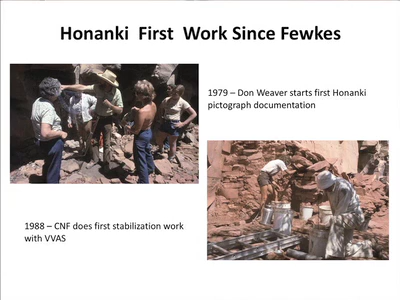 Honanki First Work Since Fewkes
1979 – Don Weaver starts first Honanki
pictograph documentation
1988 – CNF does first stabilization work
with VVAS